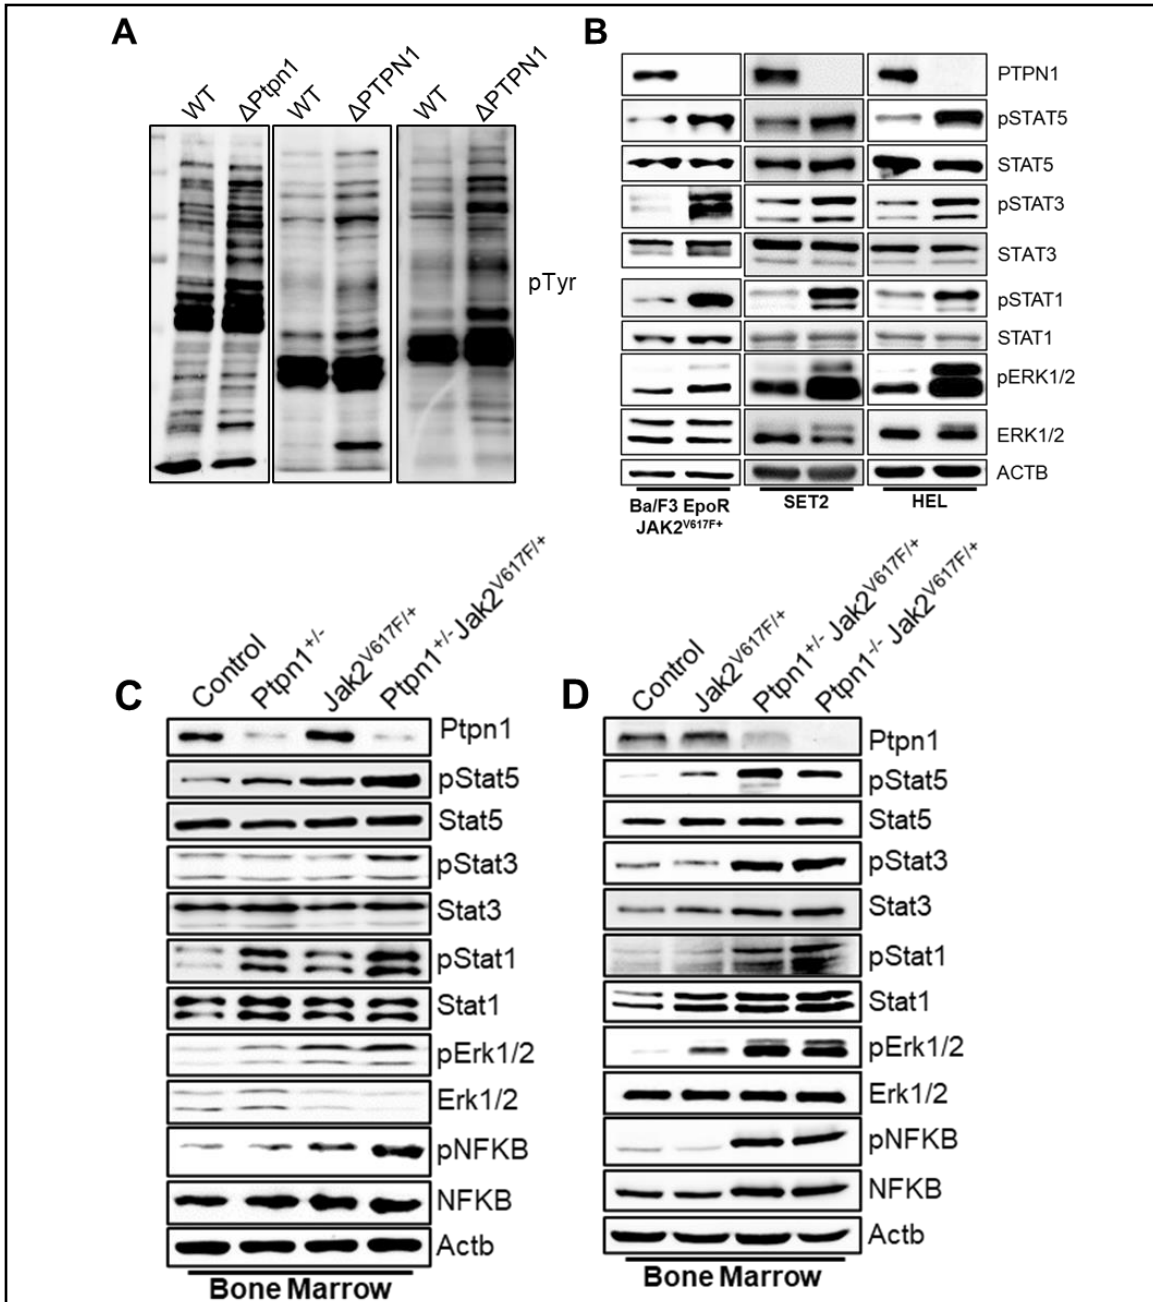 A
WT
ΔPtpn1
WT
ΔPTPN1
WT
ΔPTPN1
pTyr
B
PTPN1
pSTAT5
STAT5
pSTAT3
STAT3
pSTAT1
STAT1
pERK1/2
ERK1/2
ACTB
Ba/F3 EpoR
JAK2V617F+
SET2
HEL
C
Control
Ptpn1+/-
Jak2V617F/+
Ptpn1+/- Jak2V617F/+
Ptpn1
pStat5
Stat5
pStat3
Stat3
pStat1
Stat1
pErk1/2
Erk1/2
pNFKB
NFKB
Actb
Bone Marrow
D
Control
Jak2V617F/+
Ptpn1+/- Jak2V617F/+
Ptpn1-/- Jak2V617F/+
Ptpn1
pStat5
Stat5
pStat3
Stat3
pStat1
Stat1
pErk1/2
Erk1/2
pNFKB
NFKB
Actb
Bone Marrow